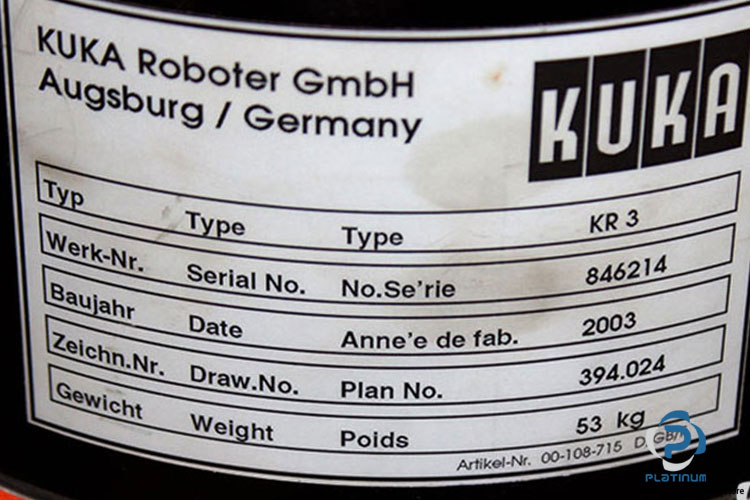 KUKA Roboter GmbH
Augsburg / Germany
KUKA
Typ Type Type KR 3
Werk-Nr. Serial No. No.Se'rie 846214
Baujahr Date Anne'e de fab. 2003
Zeichn.Nr. Draw.No. Plan No. 394.024
Gewicht Weight Poids 53 kg
Artikel-Nr. 00-108-715
PLATINUM